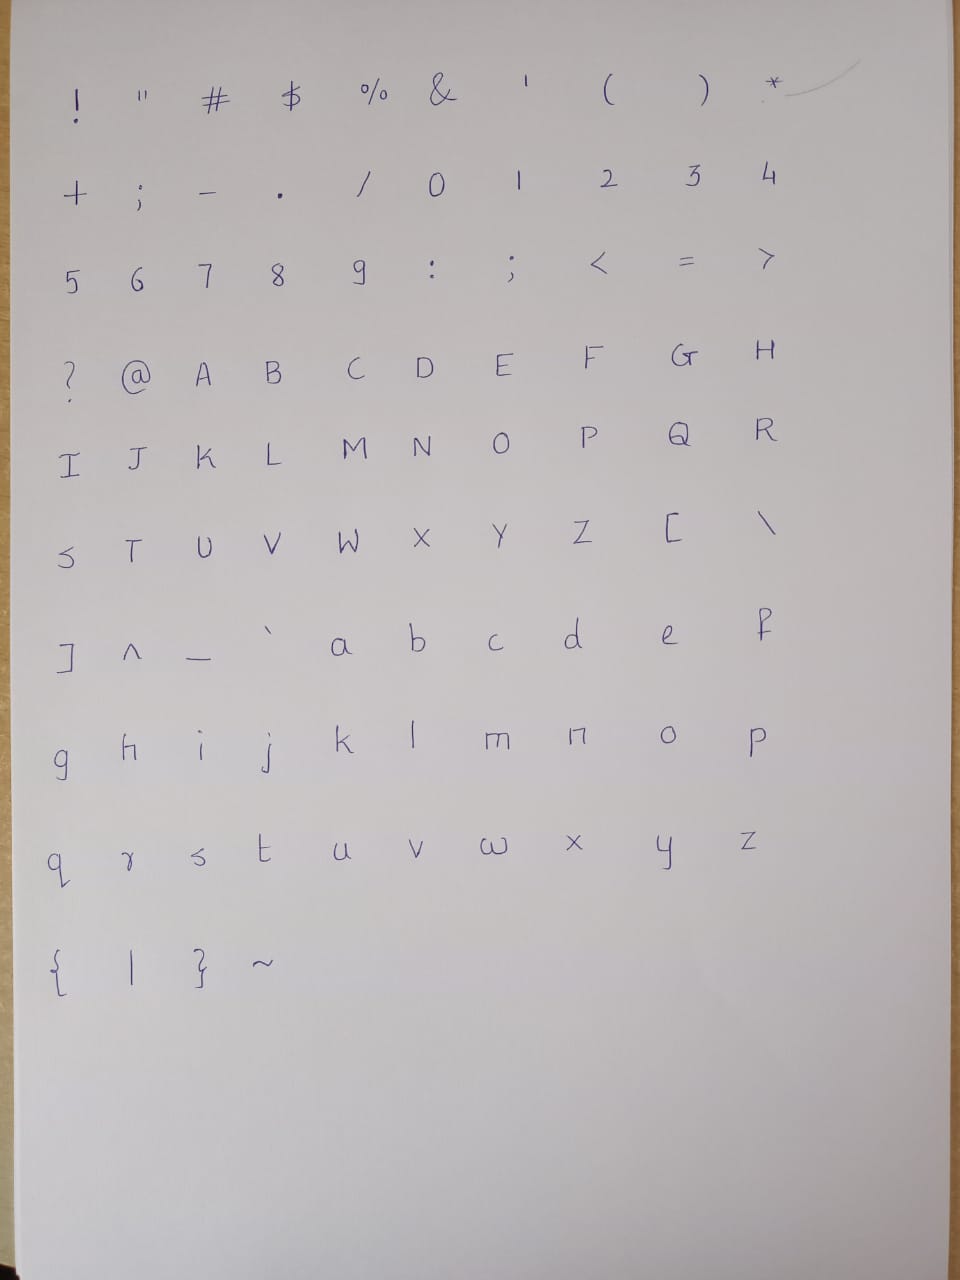 ! " # $ % & ' ( ) *
+ ; - . / 0 1 2 3 4
5 6 7 8 9 : ; < = >
? @ A B C D E F G H
I J K L M N O P Q R
S T U V W X Y Z [ \
] ^ _ ` a b c d e f
g h i j k l m n o p
q r s t u v w x y z
{ | } ~